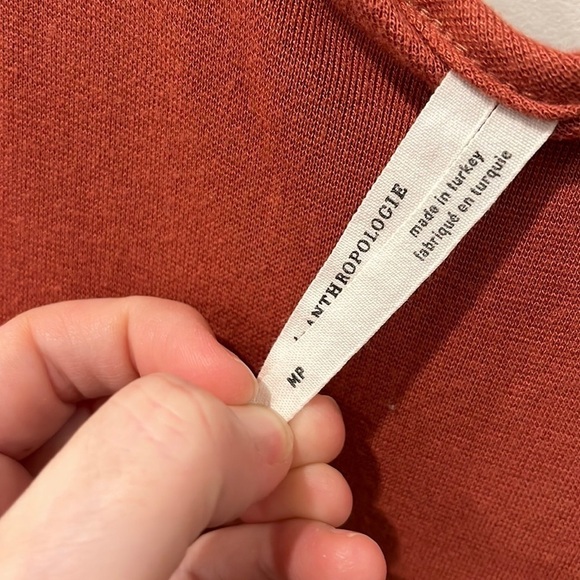 ANTHROPOLOGIE
MP
made in turkey
fabriqué en turquie